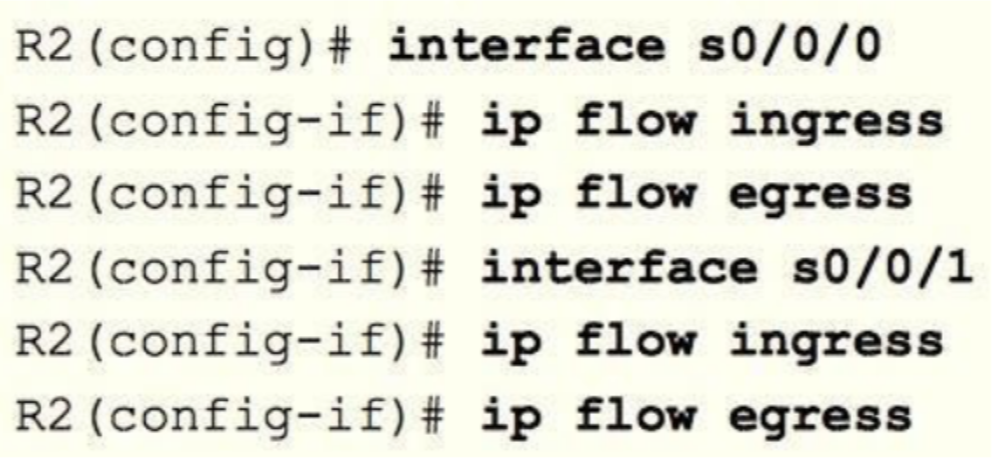 R2(config)# interface s0/0/0
R2(config-if)# ip flow ingress
R2(config-if)# ip flow egress
R2(config-if)# interface s0/0/1
R2(config-if)# ip flow ingress
R2(config-if)# ip flow egress